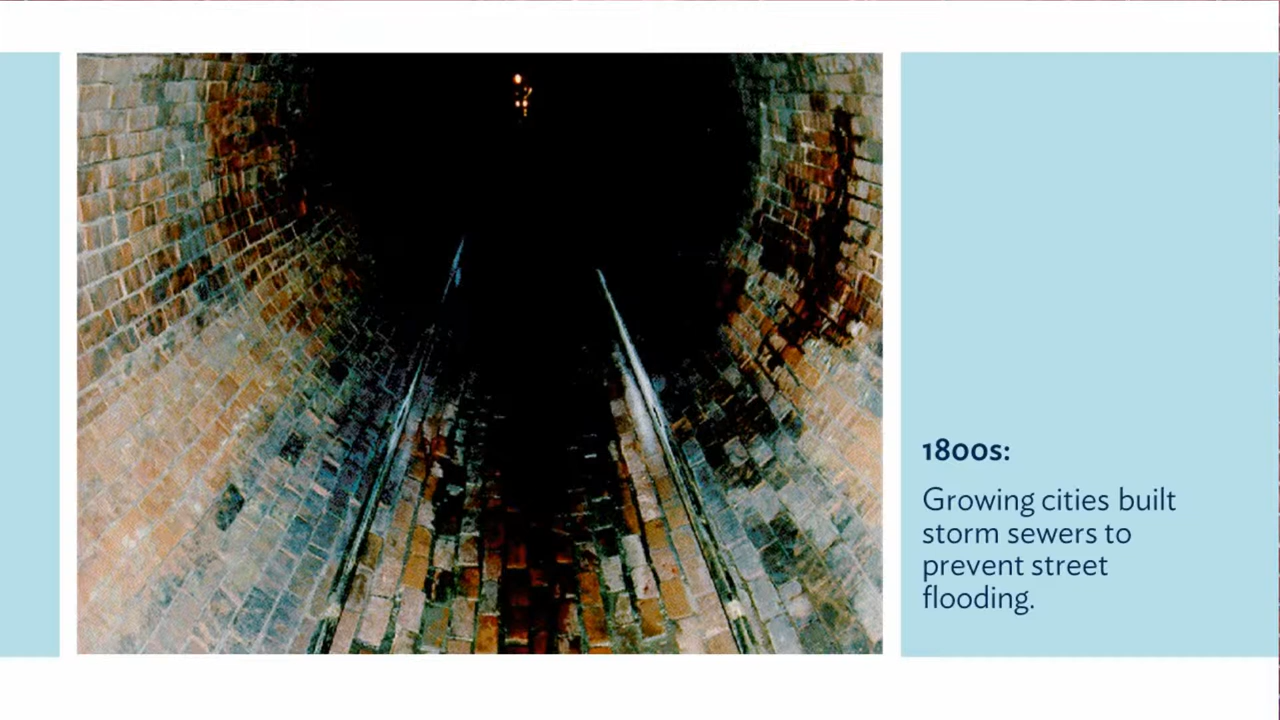 1800s:
Growing cities built
storm sewers to
prevent street
flooding.